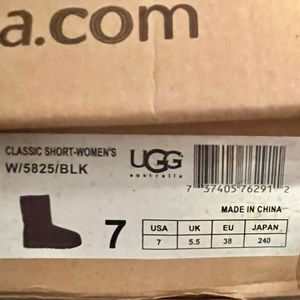 a.com
CLASSIC SHORT-WOMEN'S
W/5825/BLK
UGG
australia
7 37405 76291 2
MADE IN CHINA
7
USA UK EU JAPAN
7 5.5 38 240